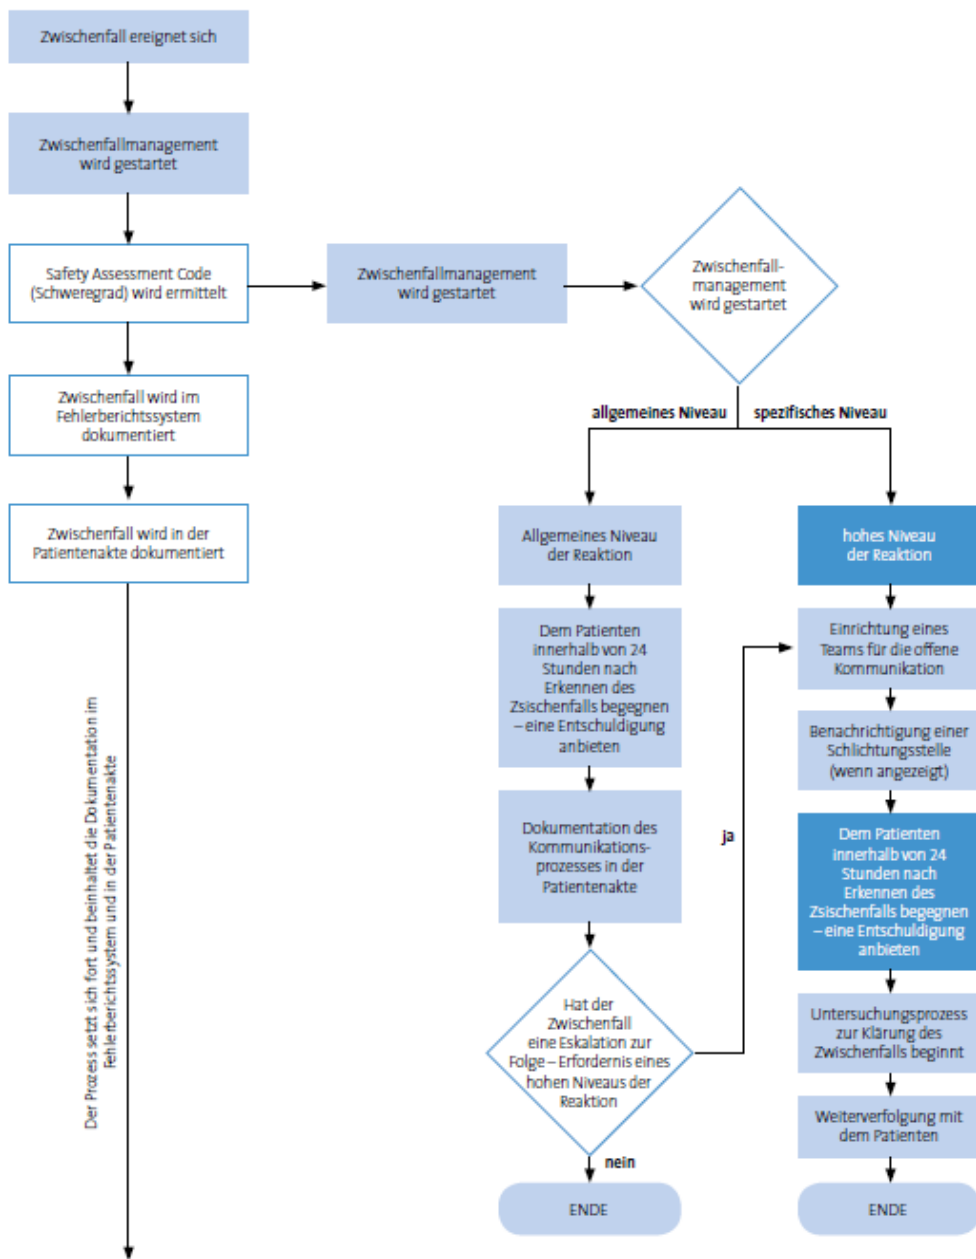 Zwischenfall ereignet sich
Zwischenfallmanagement
wird gestartet
Safety Assessment Code
(Schweregrad) wird ermittelt
Zwischenfallmanagement
wird gestartet
Zwischenfall-
management
wird gestartet
Zwischenfall wird im
Fehlerberichtssystem
dokumentiert
Zwischenfall wird in der
Patientenakte dokumentiert
Der Prozess setzt sich fort und beinhaltet die Dokumentation im
Fehlerberichtssystem und in der Patientenakte
allgemeines Niveau
spezifisches Niveau
Allgemeines Niveau
der Reaktion
Dem Patienten
innerhalb von 24
Stunden nach
Erkennen des
Zsischenfalls begegnen
– eine Entschuldigung
anbieten
Dokumentation des
Kommunikations-
prozesses in der
Patientenakte
Hat der
Zwischenfall
eine Eskalation zur
Folge – Erfordernis eines
hohen Niveaus der
Reaktion
ja
nein
ENDE
hohes Niveau
der Reaktion
Einrichtung eines
Teams für die offene
Kommunikation
Benachrichtigung einer
Schlichtungsstelle
(wenn angezeigt)
Dem Patienten
innerhalb von 24
Stunden nach
Erkennen des
Zsischenfalls begegnen
– eine Entschuldigung
anbieten
Untersuchungsprozess
zur Klärung des
Zwischenfalls beginnt
Weiterverfolgung mit
dem Patienten
ENDE